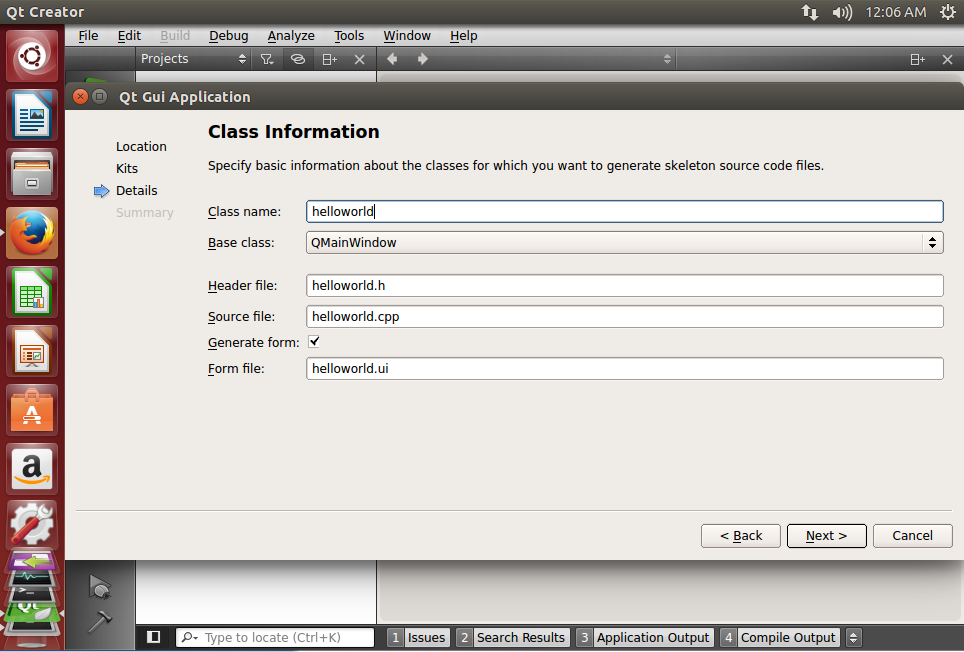 Qt Creator 12:06 AM
File Edit Build Debug Analyze Tools Window Help
Projects
Qt Gui Application
Location
Kits
Details
Summary
Class Information
Specify basic information about the classes for which you want to generate skeleton source code files.
Class name: helloworld
Base class: QMainWindow
Header file: helloworld.h
Source file: helloworld.cpp
Generate form:
Form file: helloworld.ui
< Back Next > Cancel
Type to locate (Ctrl+K) 1 Issues 2 Search Results 3 Application Output 4 Compile Output
A
a
QT